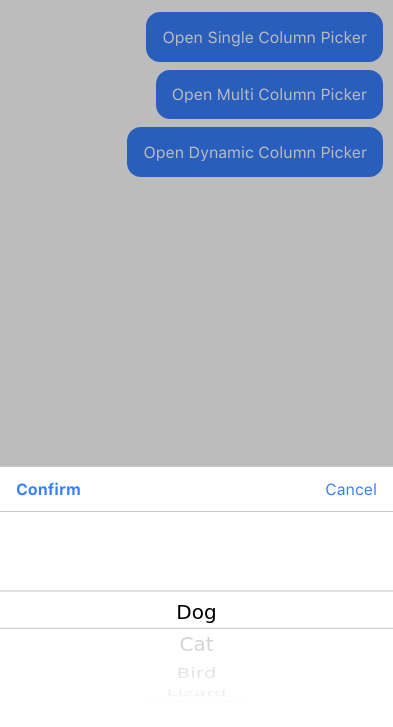 Open Single Column Picker
Open Multi Column Picker
Open Dynamic Column Picker
Confirm
Cancel
Dog
Cat
Bird
Lizard